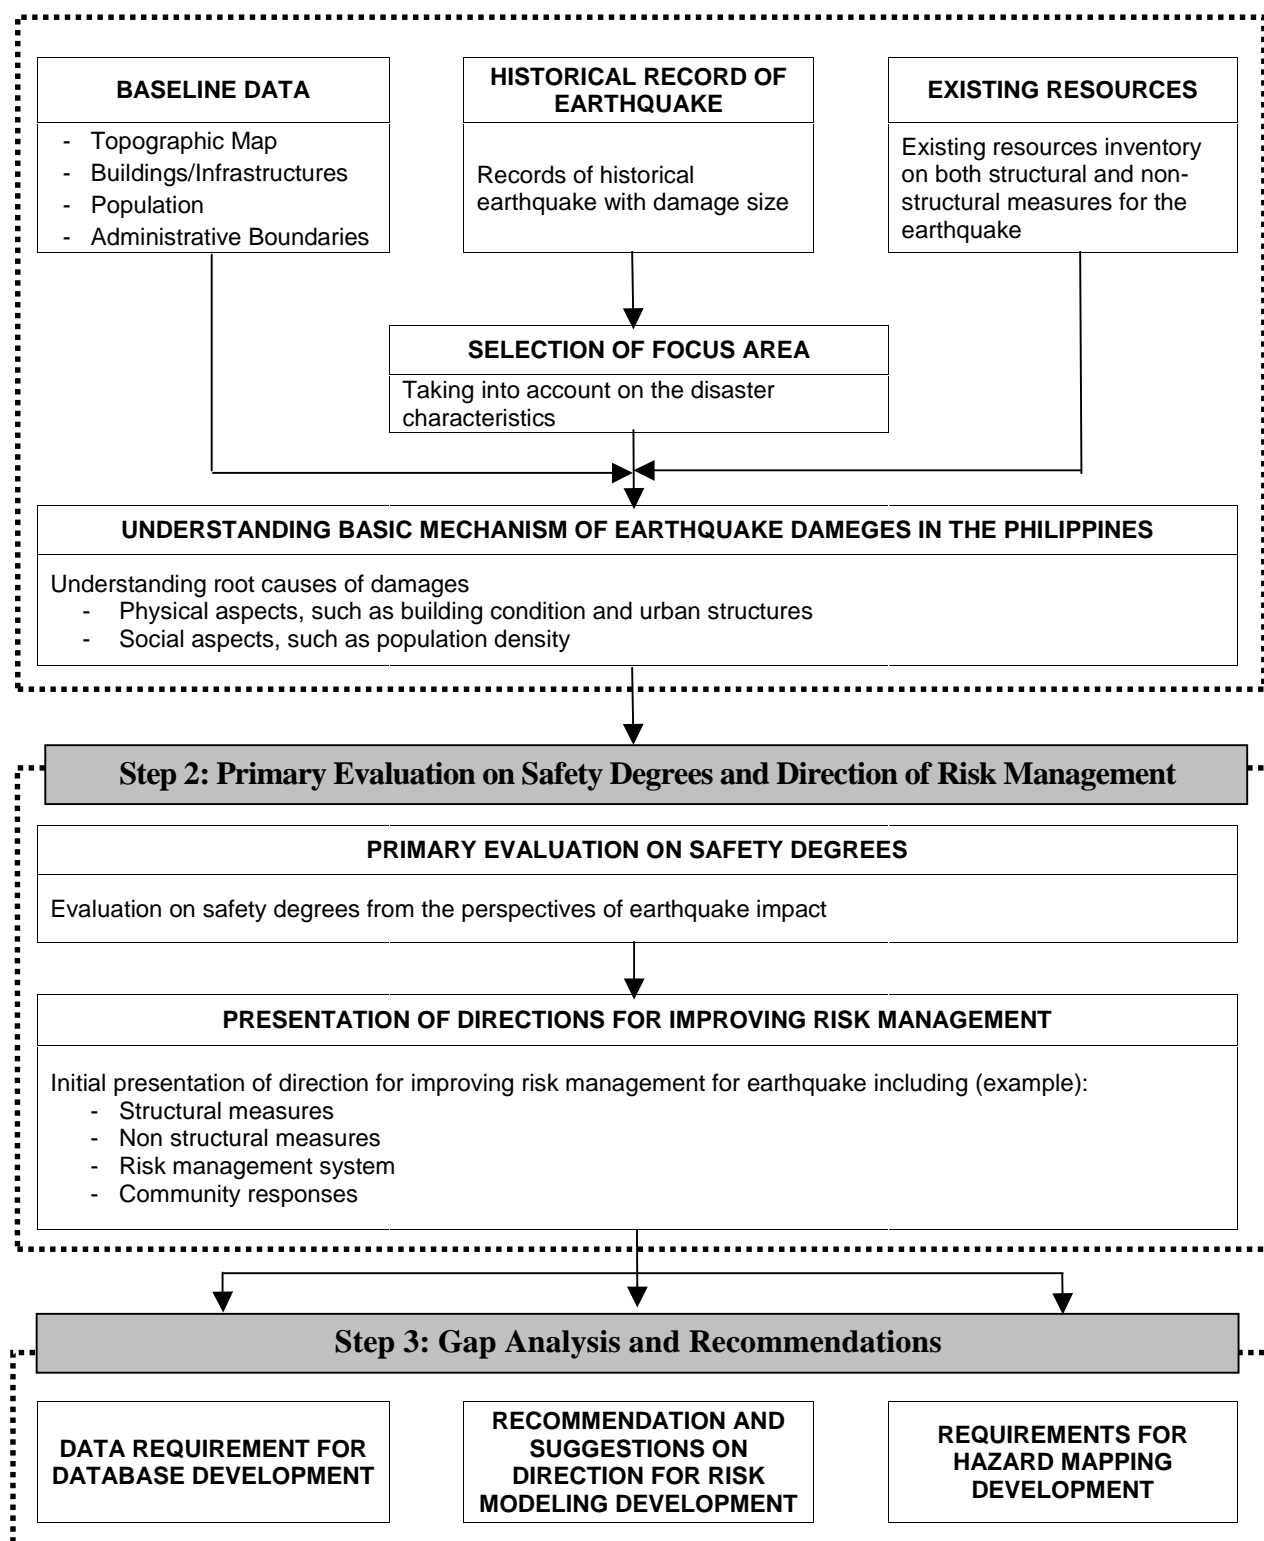 BASELINE DATA
- Topographic Map
- Buildings/Infrastructures
- Population
- Administrative Boundaries
HISTORICAL RECORD OF
EARTHQUAKE
Records of historical
earthquake with damage size
EXISTING RESOURCES
Existing resources inventory
on both structural and non-
structural measures for the
earthquake
SELECTION OF FOCUS AREA
Taking into account on the disaster
characteristics
UNDERSTANDING BASIC MECHANISM OF EARTHQUAKE DAMEGES IN THE PHILIPPINES
Understanding root causes of damages
- Physical aspects, such as building condition and urban structures
- Social aspects, such as population density
Step 2: Primary Evaluation on Safety Degrees and Direction of Risk Management
PRIMARY EVALUATION ON SAFETY DEGREES
Evaluation on safety degrees from the perspectives of earthquake impact
PRESENTATION OF DIRECTIONS FOR IMPROVING RISK MANAGEMENT
Initial presentation of direction for improving risk management for earthquake including (example):
- Structural measures
- Non structural measures
- Risk management system
- Community responses
Step 3: Gap Analysis and Recommendations
DATA REQUIREMENT FOR
DATABASE DEVELOPMENT
RECOMMENDATION AND
SUGGESTIONS ON
DIRECTION FOR RISK
MODELING DEVELOPMENT
REQUIREMENTS FOR
HAZARD MAPPING
DEVELOPMENT